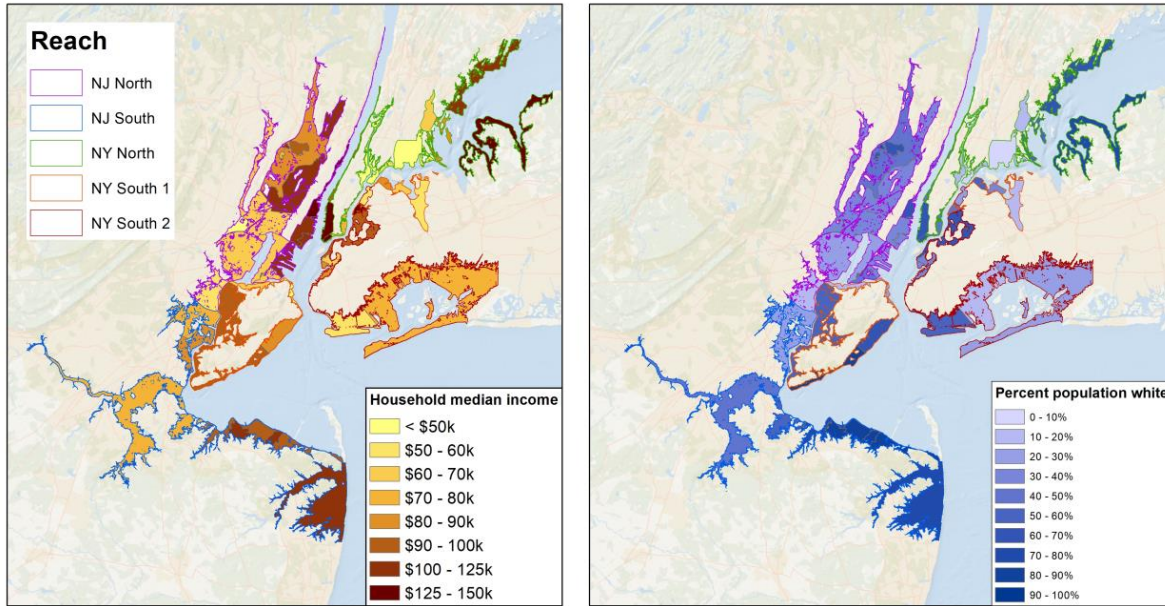 Reach
NJ North
NJ South
NY North
NY South 1
NY South 2
Household median income
< $50k
$50 - 60k
$60 - 70k
$70 - 80k
$80 - 90k
$90 - 100k
$100 - 125k
$125 - 150k
Percent population white
0 - 10%
10 - 20%
20 - 30%
30 - 40%
40 - 50%
50 - 60%
60 - 70%
70 - 80%
80 - 90%
90 - 100%